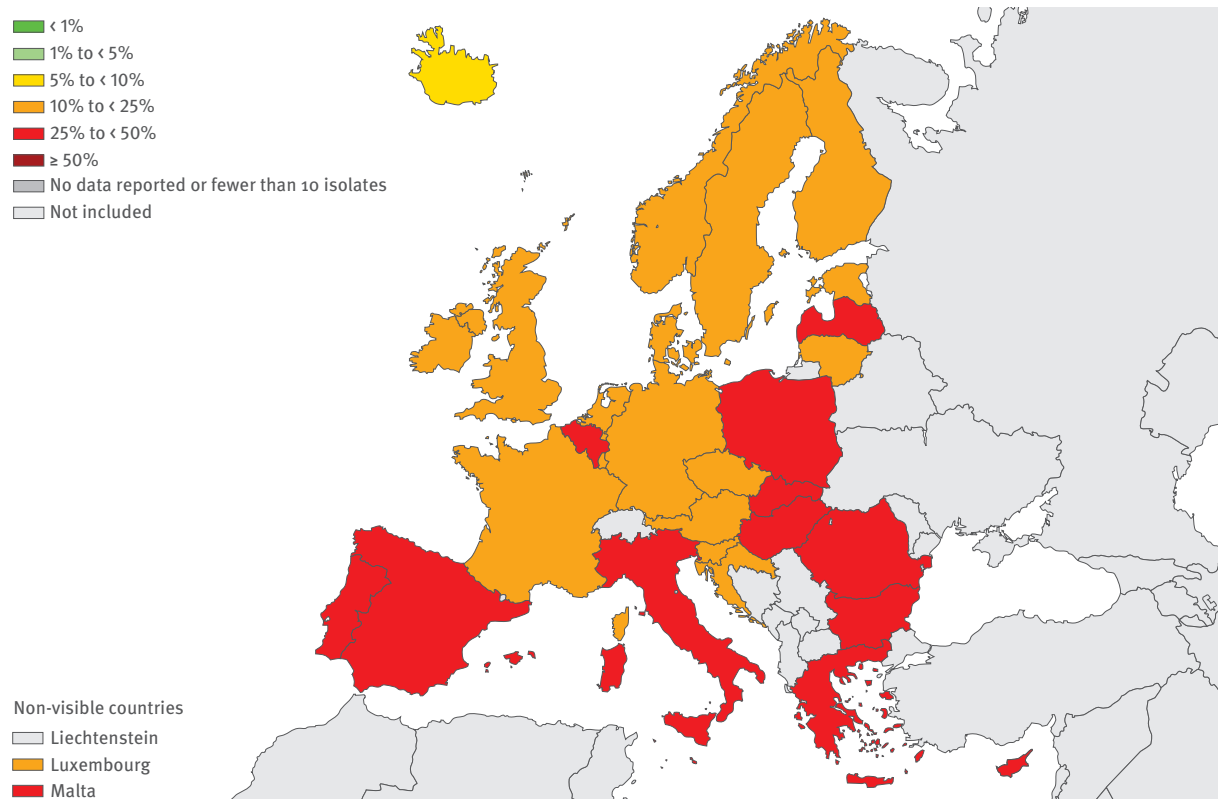 < 1%
1% to < 5%
5% to < 10%
10% to < 25%
25% to < 50%
≥ 50%
No data reported or fewer than 10 isolates
Not included
Non-visible countries
Liechtenstein
Luxembourg
Malta